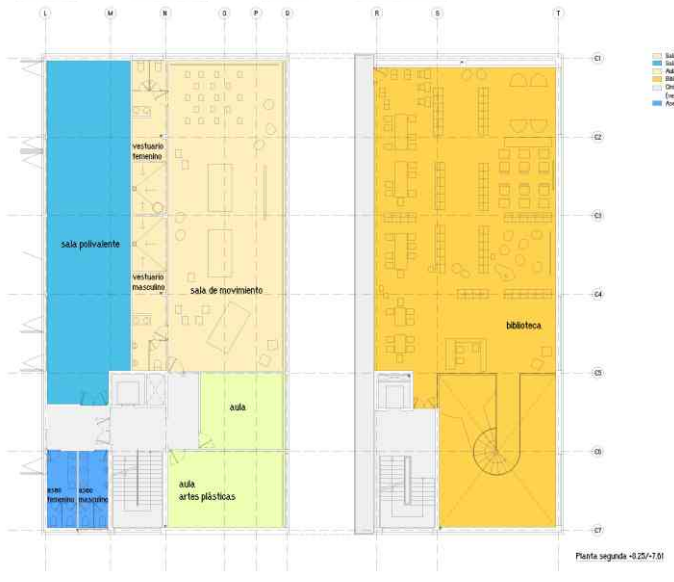 L M N O P Q R S T
C1
C2
vestuario
femenino
C3
sala polivalente
vestuario
masculino
sala de movimiento
C4
biblioteca
C5
aula
C6
aseo
femenino
aseo
masculino
aula
artes plásticas
C7
Planta segunda +8.25/+7.61